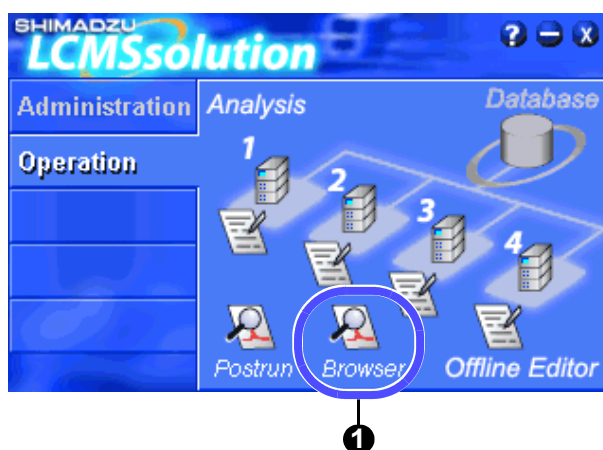 SHIMADZU
LCMSsolution
? 
Administration
Analysis
Database
Operation
1
2
3
4
Postrun
Browser
Offline Editor
1